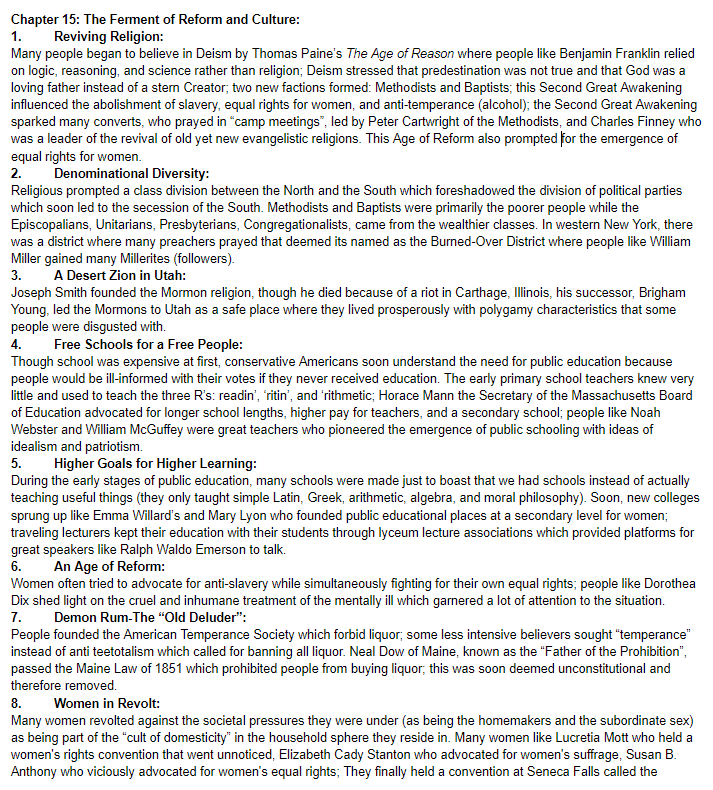 Chapter 15: The Ferment of Reform and Culture:
1. Reviving Religion:
Many people began to believe in Deism by Thomas Paine's The Age of Reason where people like Benjamin Franklin relied
on logic, reasoning, and science rather than religion; Deism stressed that predestination was not true and that God was a
loving father instead of a stern Creator; two new factions formed: Methodists and Baptists; this Second Great Awakening
influenced the abolishment of slavery, equal rights for women, and anti-temperance (alcohol); the Second Great Awakening
sparked many converts, who prayed in “camp meetings”, led by Peter Cartwright of the Methodists, and Charles Finney who
was a leader of the revival of old yet new evangelistic religions. This Age of Reform also prompted for the emergence of
equal rights for women.
2. Denominational Diversity:
Religious prompted a class division between the North and the South which foreshadowed the division of political parties
which soon led to the secession of the South. Methodists and Baptists were primarily the poorer people while the
Episcopalians, Unitarians, Presbyterians, Congregationalists, came from the wealthier classes. In western New York, there
was a district where many preachers prayed that deemed its named as the Burned-Over District where people like William
Miller gained many Millerites (followers).
3. A Desert Zion in Utah:
Joseph Smith founded the Mormon religion, though he died because of a riot in Carthage, Illinois, his successor, Brigham
Young, led the Mormons to Utah as a safe place where they lived prosperously with polygamy characteristics that some
people were disgusted with.
4. Free Schools for a Free People:
Though school was expensive at first, conservative Americans soon understand the need for public education because
people would be ill-informed with their votes if they never received education. The early primary school teachers knew very
little and used to teach the three R's: readin', 'ritin', and 'rithmetic; Horace Mann the Secretary of the Massachusetts Board
of Education advocated for longer school lengths, higher pay for teachers, and a secondary school; people like Noah
Webster and William McGuffey were great teachers who pioneered the emergence of public schooling with ideas of
idealism and patriotism.
5. Higher Goals for Higher Learning:
During the early stages of public education, many schools were made just to boast that we had schools instead of actually
teaching useful things (they only taught simple Latin, Greek, arithmetic, algebra, and moral philosophy). Soon, new colleges
sprung up like Emma Willard's and Mary Lyon who founded public educational places at a secondary level for women;
traveling lecturers kept their education with their students through lyceum lecture associations which provided platforms for
great speakers like Ralph Waldo Emerson to talk.
6. An Age of Reform:
Women often tried to advocate for anti-slavery while simultaneously fighting for their own equal rights; people like Dorothea
Dix shed light on the cruel and inhumane treatment of the mentally ill which garnered a lot of attention to the situation.
7. Demon Rum-The “Old Deluder”:
People founded the American Temperance Society which forbid liquor; some less intensive believers sought “temperance”
instead of anti teetotalism which called for banning all liquor. Neal Dow of Maine, known as the “Father of the Prohibition”,
passed the Maine Law of 1851 which prohibited people from buying liquor; this was soon deemed unconstitutional and
therefore removed.
8. Women in Revolt:
Many women revolted against the societal pressures they were under (as being the homemakers and the subordinate sex)
as being part of the “cult of domesticity” in the household sphere they reside in. Many women like Lucretia Mott who held a
women's rights convention that went unnoticed, Elizabeth Cady Stanton who advocated for women's suffrage, Susan B.
Anthony who viciously advocated for women's equal rights; They finally held a convention at Seneca Falls called the